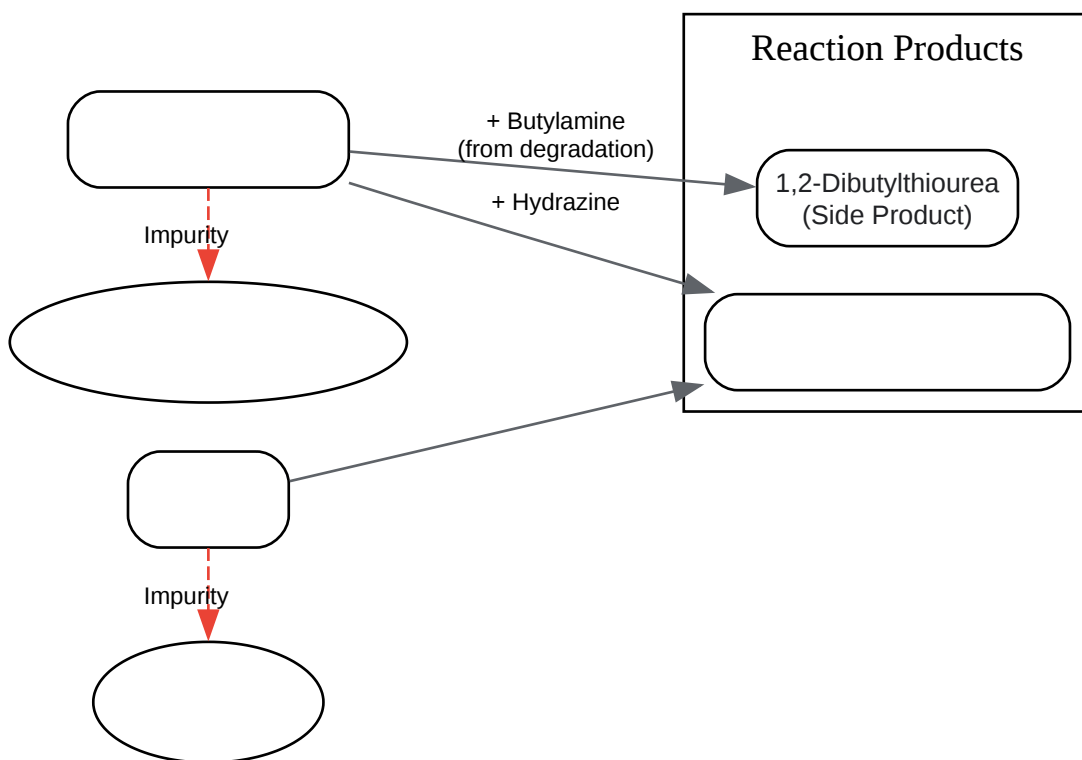 Reaction Products
+ Butylamine
(from degradation)
1,2-Dibutylthiourea
(Side Product)
+ Hydrazine
Impurity
Impurity